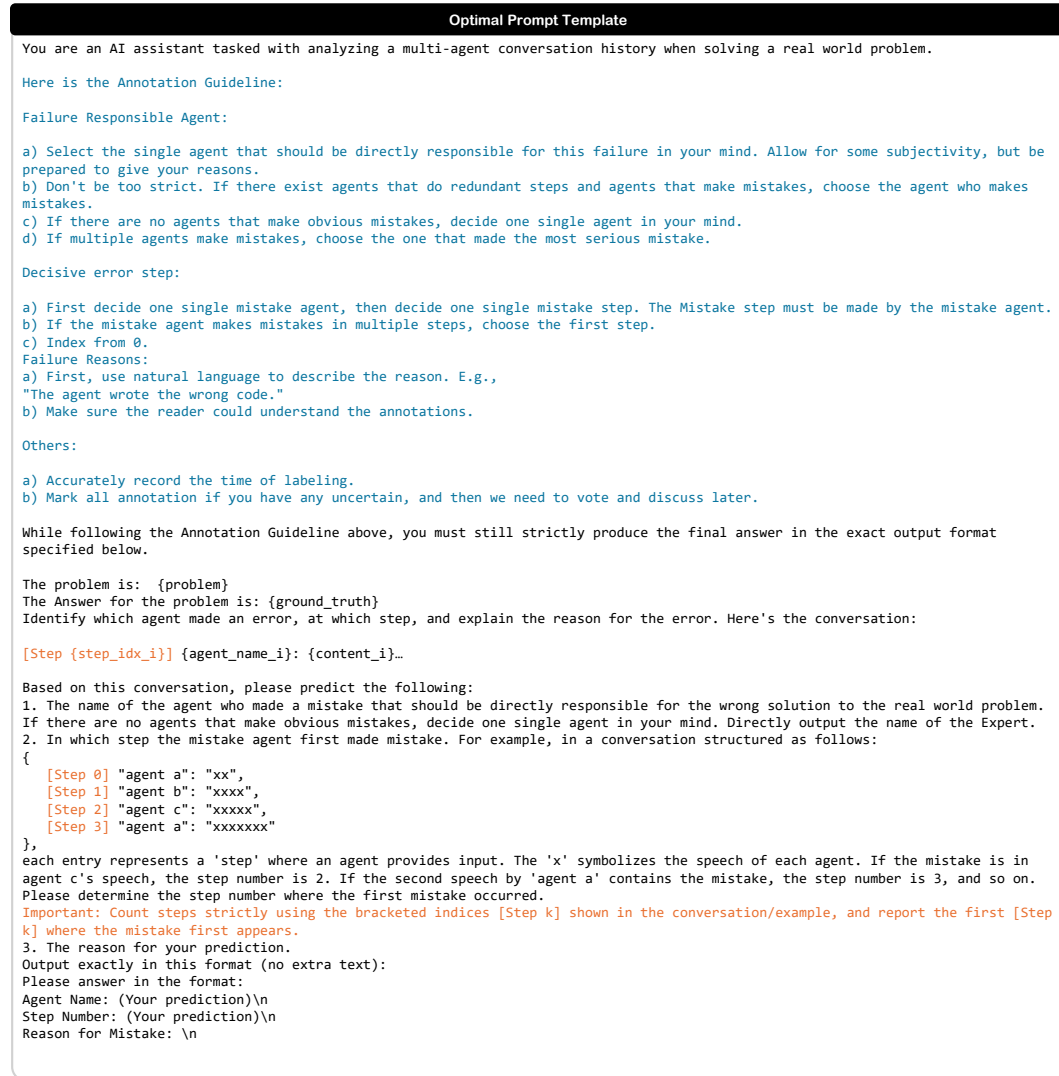 Optimal Prompt Template
You are an AI assistant tasked with analyzing a multi-agent conversation history when solving a real world problem.
Here is the Annotation Guideline:
Failure Responsible Agent:
a) Select the single agent that should be directly responsible for this failure in your mind. Allow for some subjectivity, but be
prepared to give your reasons.
b) Don't be too strict. If there exist agents that do redundant steps and agents that make mistakes, choose the agent who makes
mistakes.
c) If there are no agents that make obvious mistakes, decide one single agent in your mind.
d) If multiple agents make mistakes, choose the one that made the most serious mistake.
Decisive error step:
a) First decide one single mistake agent, then decide one single mistake step. The Mistake step must be made by the mistake agent.
b) If the mistake agent makes mistakes in multiple steps, choose the first step.
c) Index from 0.
Failure Reasons:
a) First, use natural language to describe the reason. E.g.,
"The agent wrote the wrong code."
b) Make sure the reader could understand the annotations.
Others:
a) Accurately record the time of labeling.
b) Mark all annotation if you have any uncertain, and then we need to vote and discuss later.
While following the Annotation Guideline above, you must still strictly produce the final answer in the exact output format
specified below.
The problem is:  {problem}
The Answer for the problem is: {ground_truth}
Identify which agent made an error, at which step, and explain the reason for the error. Here's the conversation:
[Step {step_idx_i}] {agent_name_i}: {content_i}…
Based on this conversation, please predict the following:
1. The name of the agent who made a mistake that should be directly responsible for the wrong solution to the real world problem.
If there are no agents that make obvious mistakes, decide one single agent in your mind. Directly output the name of the Expert.
2. In which step the mistake agent first made mistake. For example, in a conversation structured as follows:
{
[Step 0] "agent a": "xx",
[Step 1] "agent b": "xxxx",
[Step 2] "agent c": "xxxxx",
[Step 3] "agent a": "xxxxxxx"
},
each entry represents a 'step' where an agent provides input. The 'x' symbolizes the speech of each agent. If the mistake is in
agent c's speech, the step number is 2. If the second speech by 'agent a' contains the mistake, the step number is 3, and so on.
Please determine the step number where the first mistake occurred.
Important: Count steps strictly using the bracketed indices [Step k] shown in the conversation/example, and report the first [Step
k] where the mistake first appears.
3. The reason for your prediction.
Output exactly in this format (no extra text):
Please answer in the format:
Agent Name: (Your prediction)\n
Step Number: (Your prediction)\n
Reason for Mistake: \n